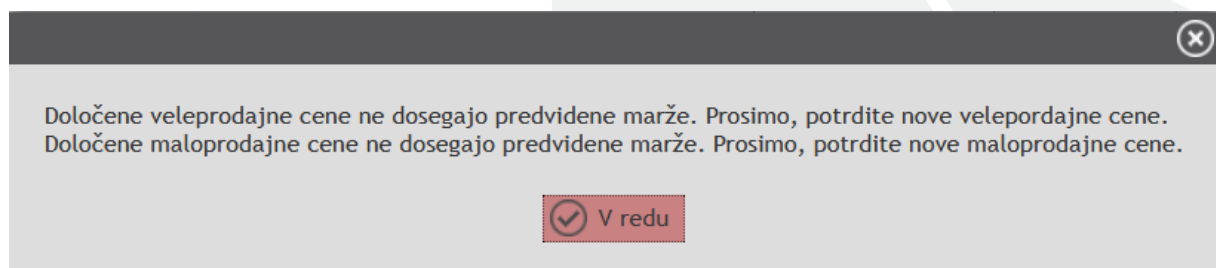 Določene veleprodajne cene ne dosegajo predvidene marže. Prosimo, potrdite nove velepordajne cene.
Določene maloprodajne cene ne dosegajo predvidene marže. Prosimo, potrdite nove maloprodajne cene.
V redu